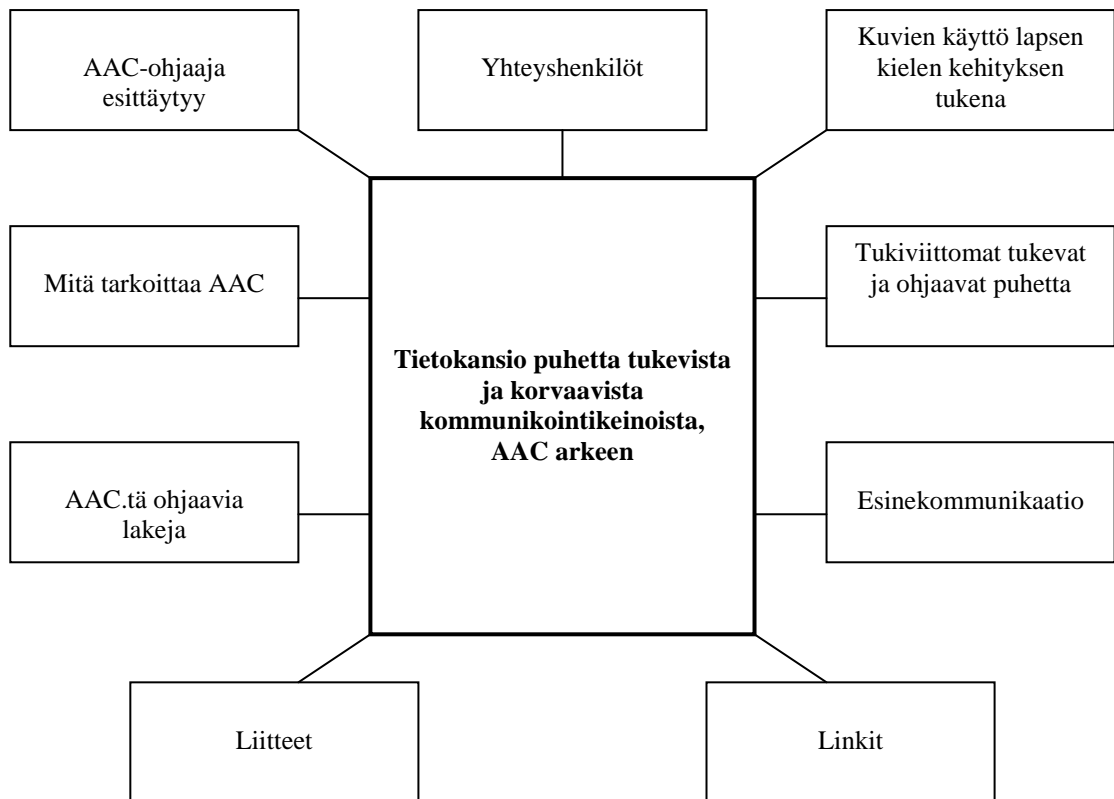 AAC-ohjaaja
esittäytyy
Yhteyshenkilöt
Kuvien käyttö lapsen
kielen kehityksen
tukena
Mitä tarkoittaa AAC
Tukiviittomat tukevat
ja ohjaavat puhetta
Tietokansio puhetta tukevista
ja korvaavista
kommunikointikeinoista,
AAC arkeen
AAC.tä ohjaavia
lakeja
Esinekommunikaatio
Liitteet
Linkit